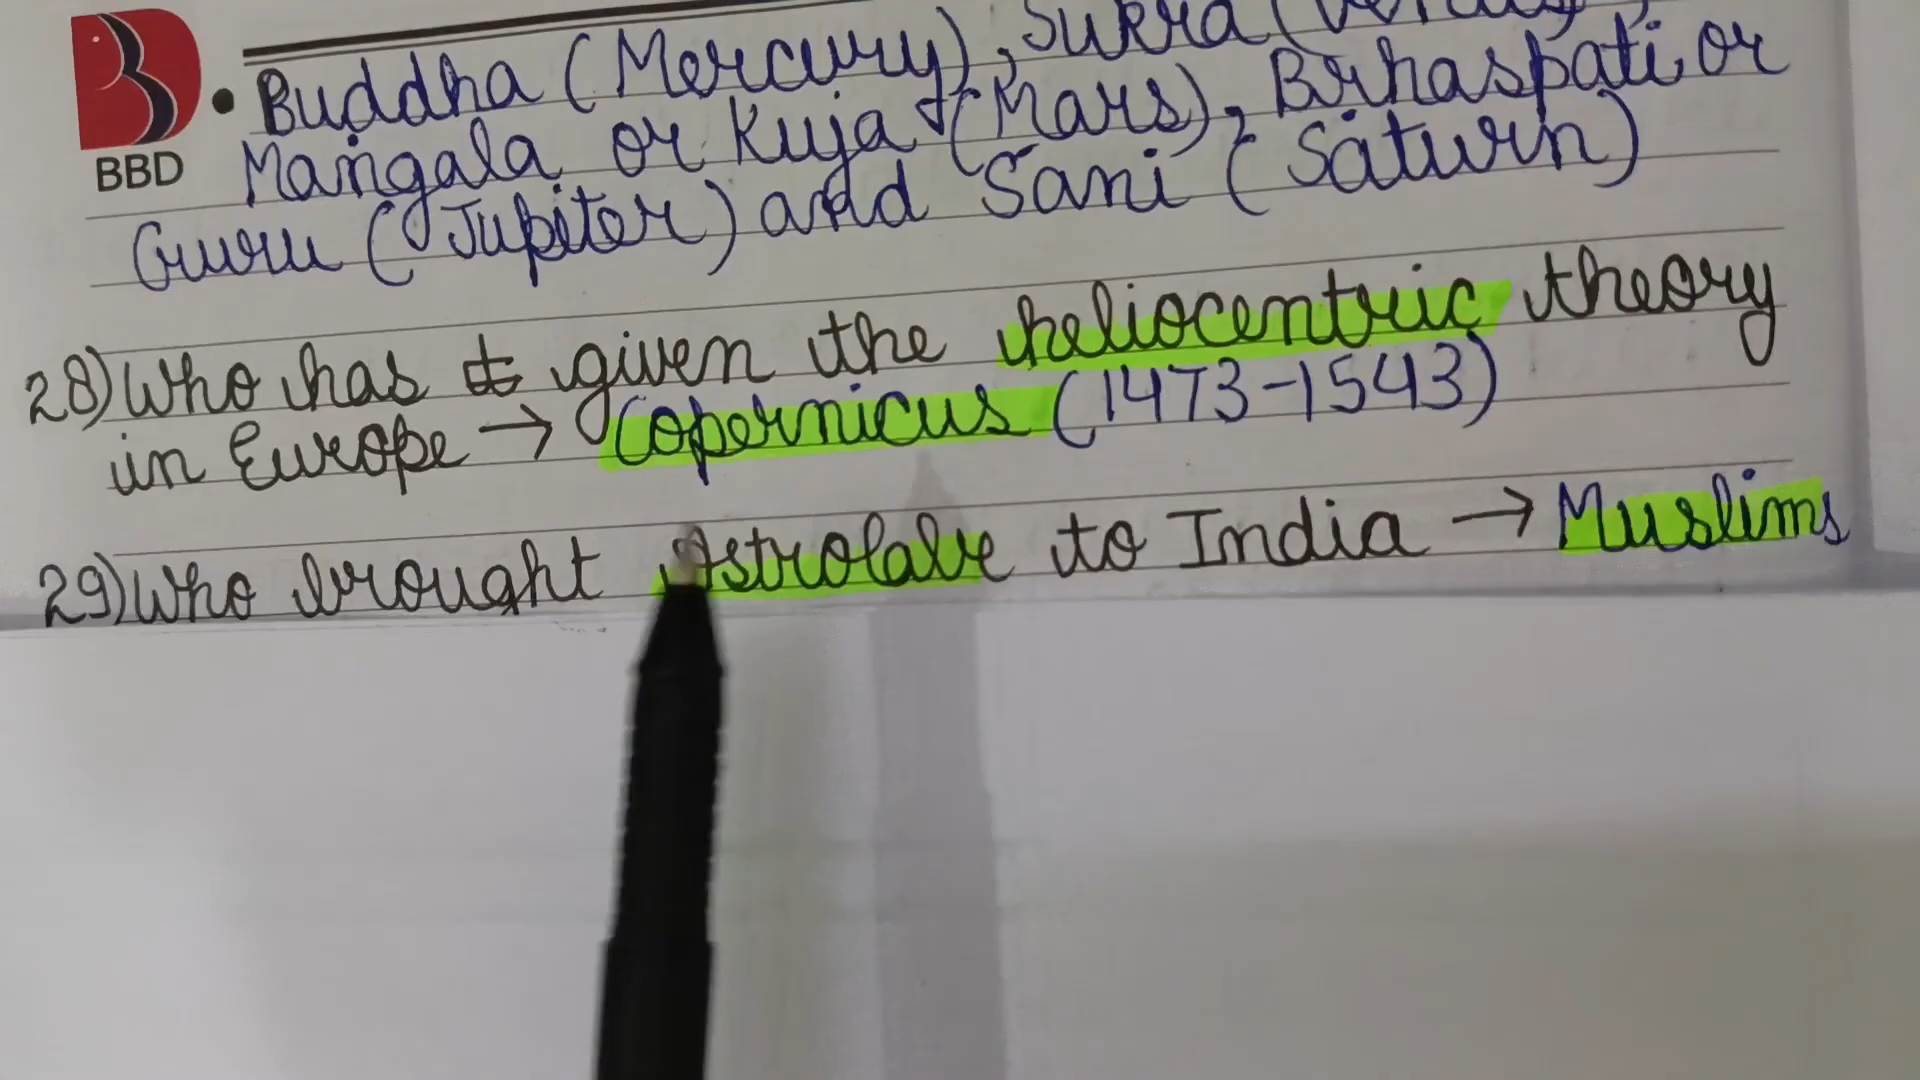 BBD
• Buddha (Mercury), Sukra (Venus),
Mangala or Kuja (Mars), Brhaspati or
Guru (Jupiter) and Sani (Saturn)
28) Who has given the heliocentric theory
in Europe → Copernicus (1473-1543)
29) Who brought Astrolabe to India → Muslims